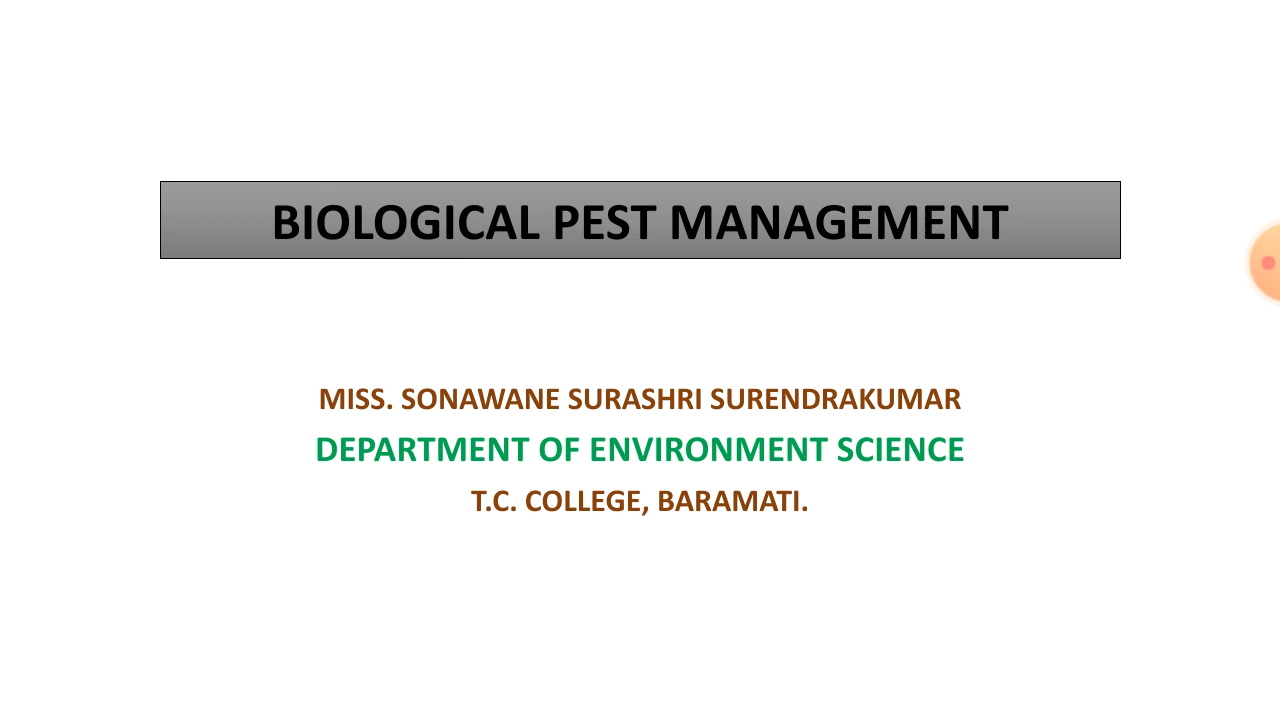 BIOLOGICAL PEST MANAGEMENT
MISS. SONAWANE SURASHRI SURENDRAKUMAR
DEPARTMENT OF ENVIRONMENT SCIENCE
T.C. COLLEGE, BARAMATI.